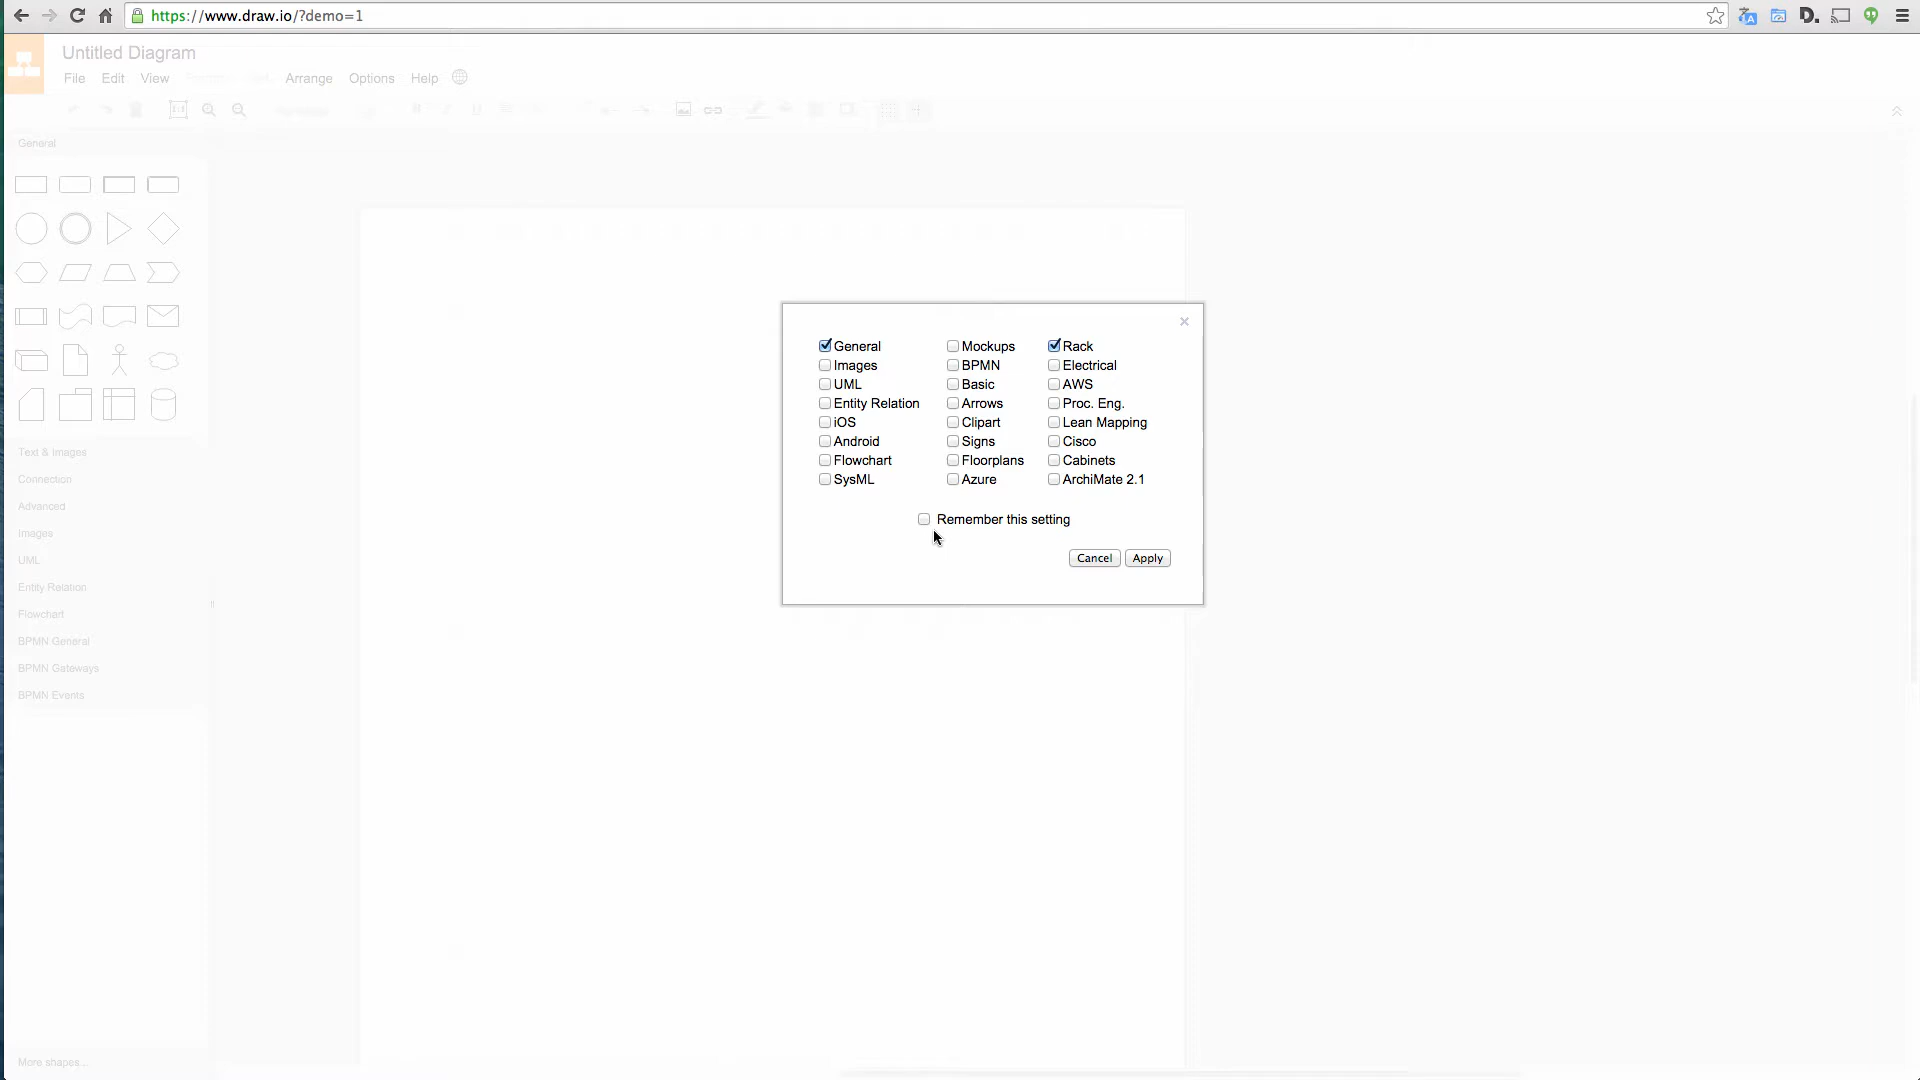 https://www.draw.io/?demo=1
Untitled Diagram
File Edit View Arrange Options Help
General
Text & Images
Connection
Advanced
Images
UML
Entity Relation
Flowchart
BPMN General
BPMN Gateways
BPMN Events
More shapes...
General Mockups Rack
Images BPMN Electrical
UML Basic AWS
Entity Relation Arrows Proc. Eng.
iOS Clipart Lean Mapping
Android Signs Cisco
Flowchart Floorplans Cabinets
SysML Azure ArchiMate 2.1
Remember this setting
Cancel Apply